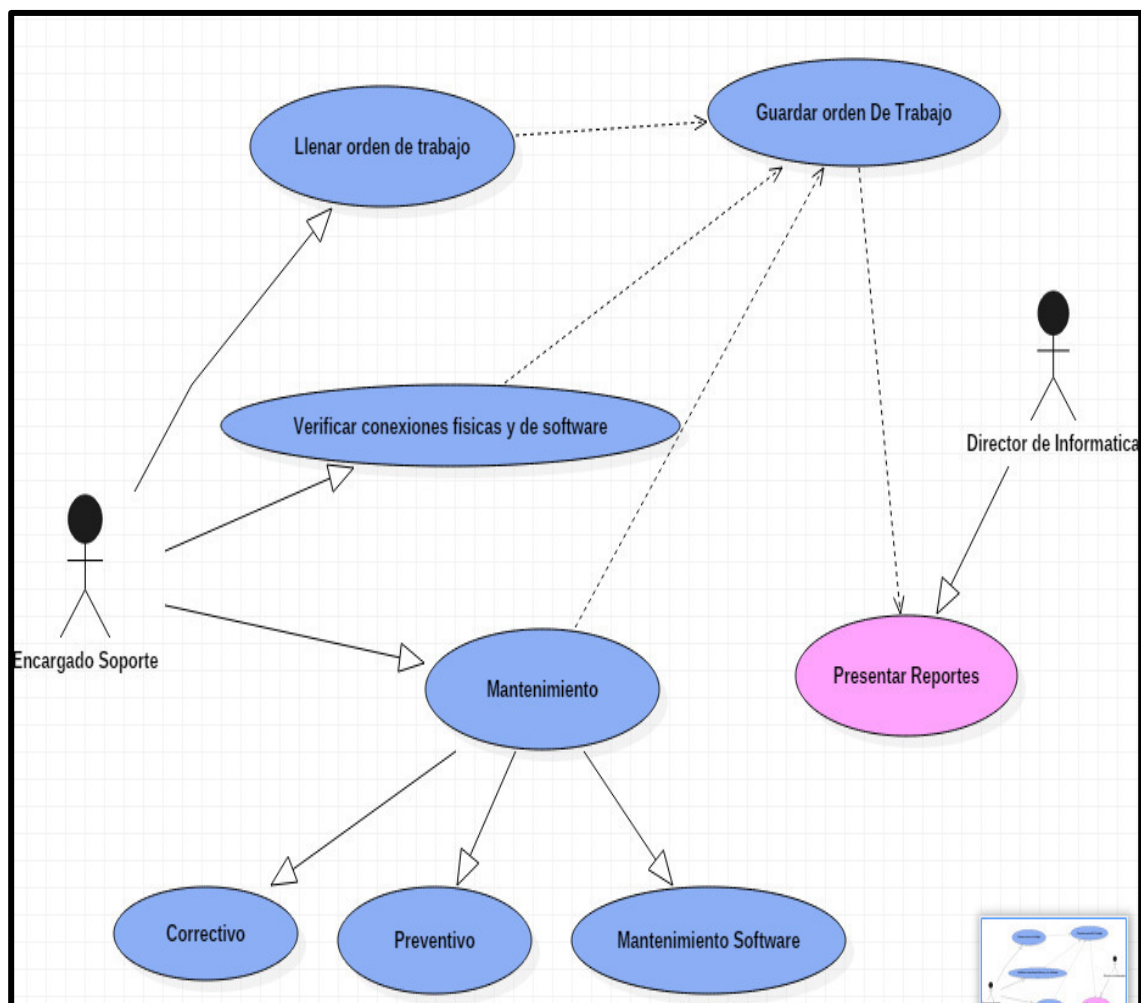 Llenar orden de trabajo
Guardar orden De Trabajo
Verificar conexiones fisicas y de software
Director de Informatica
Encargado Soporte
Mantenimiento
Presentar Reportes
Correctivo
Preventivo
Mantenimiento Software